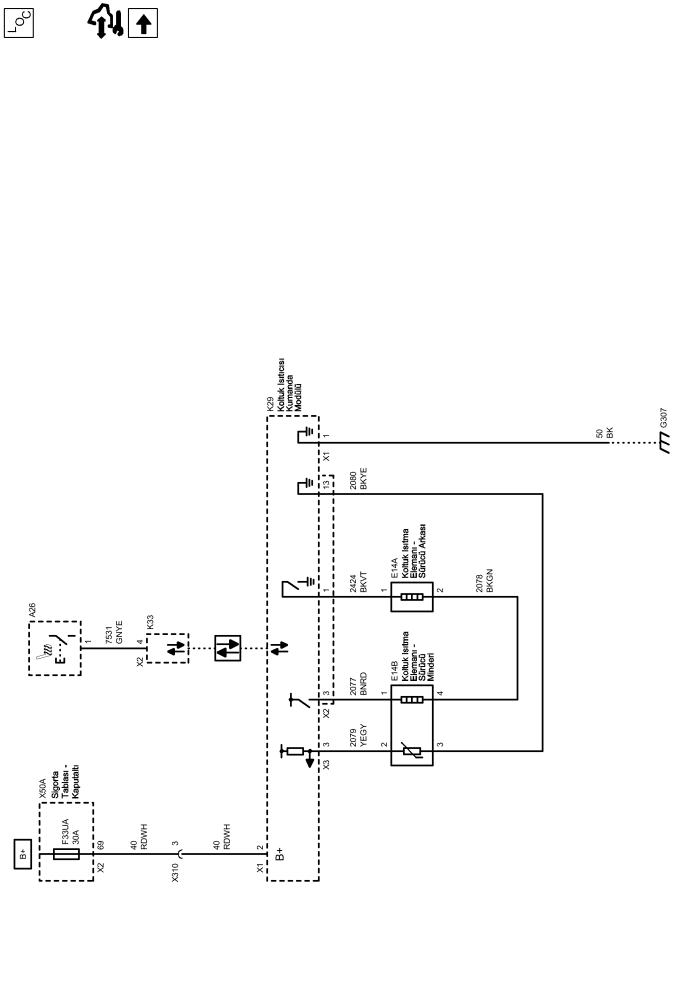 LOC
B+
X50A
Sigorta
Tablası -
Kaputaltı
F33UA
30A
X2
69
40
RDWH
X310
3
40
RDWH
X1
2
B+
A26
1
7531
GNYE
X2
4
K33
K29
Koltuk Isıtıcısı
Kumanda
Modülü
X3
3
X2
3
1
13
X1
1
2079
YEGY
2077
BNRD
2424
BKVT
2080
BKYE
50
BK
G307
E14B
Koltuk Isıtma
Elemanı -
Sürücü
Minderi
2
1
3
4
E14A
Koltuk Isıtma
Elemanı -
Sürücü Arkası
1
2
2078
BKGN